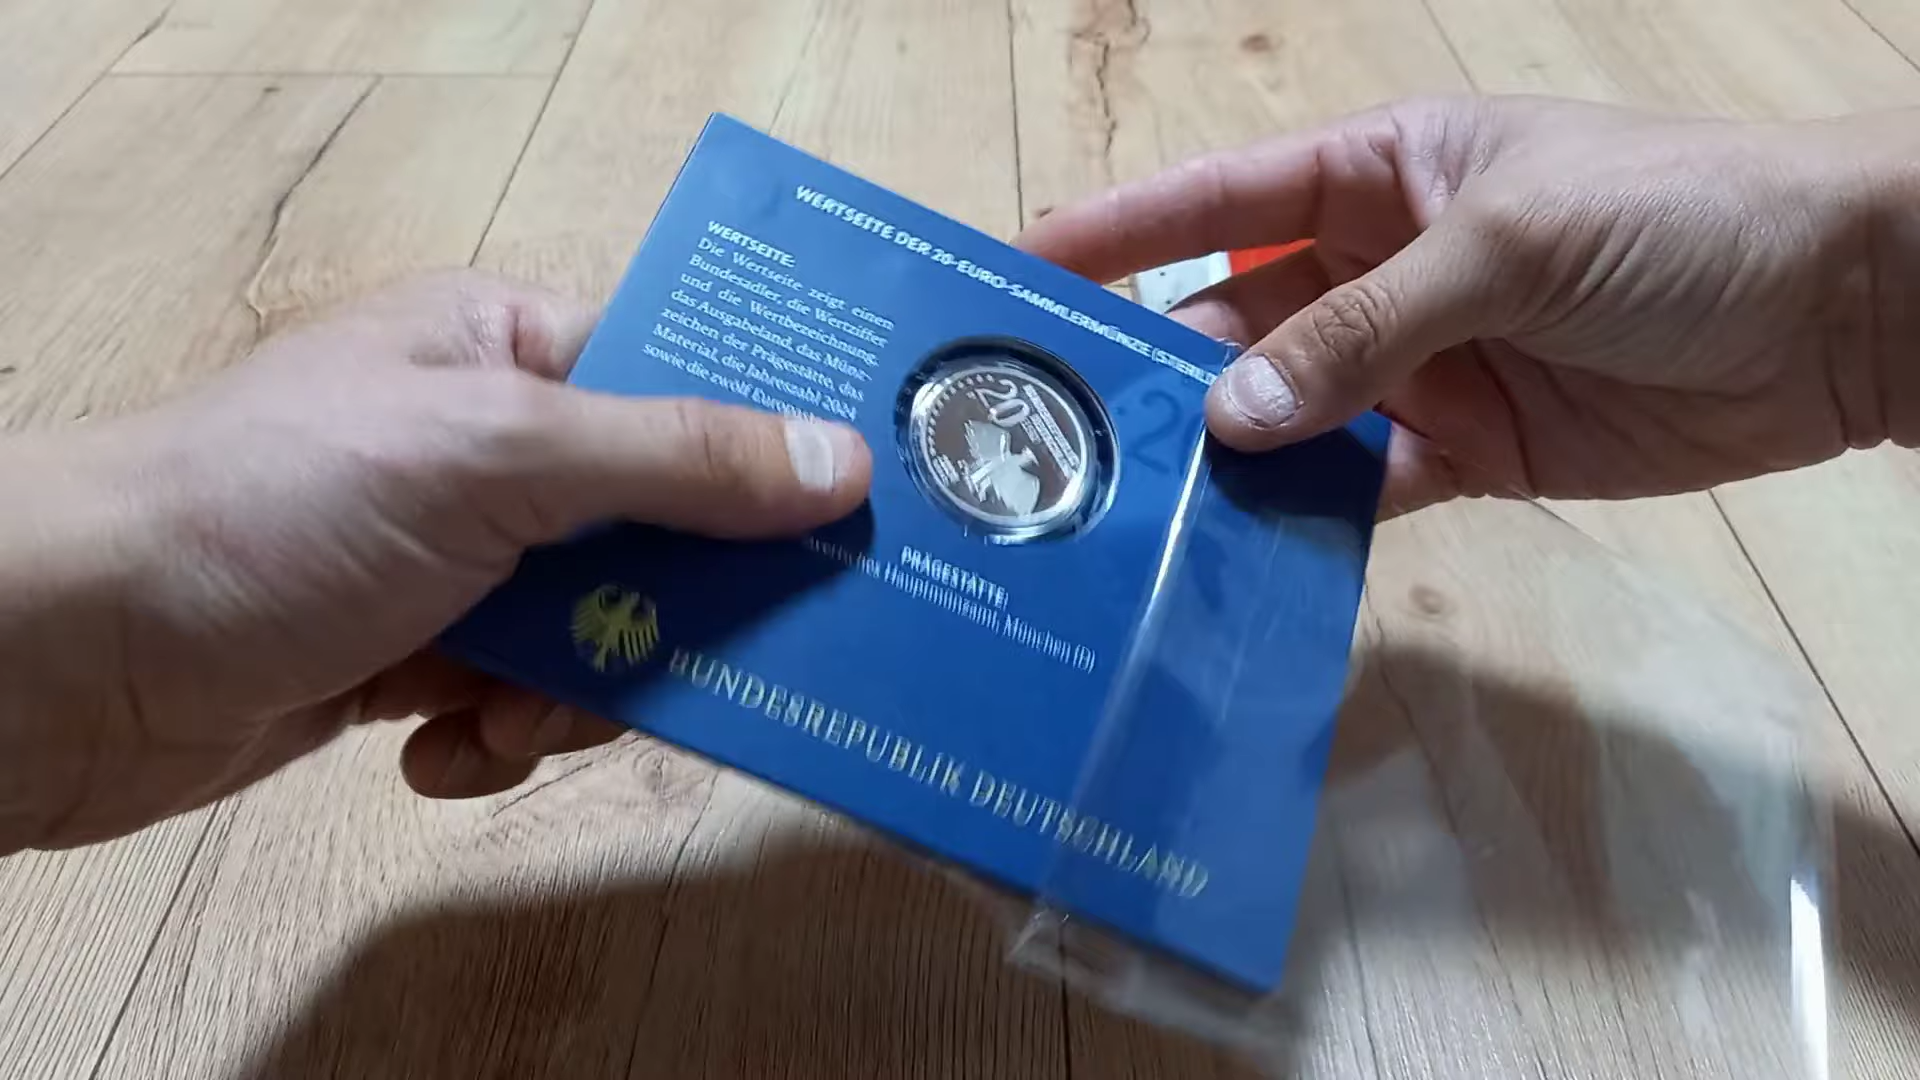 WERTSEITE DER 20-EURO-SAMMLERMÜNZE
WERTSEITE:
Die Wertseite zeigt einen
Bundesadler, die Wertziffer
und die Wertbezeichnung,
das Ausgabeland, das Münz-
zeichen der Prägestätte, das
Material, die Jahreszahl 2024
sowie die zwölf
20
PRÄGESTÄTTE:
Hauptmünzamt, München (D)
BUNDESREPUBLIK DEUTSCHLAND